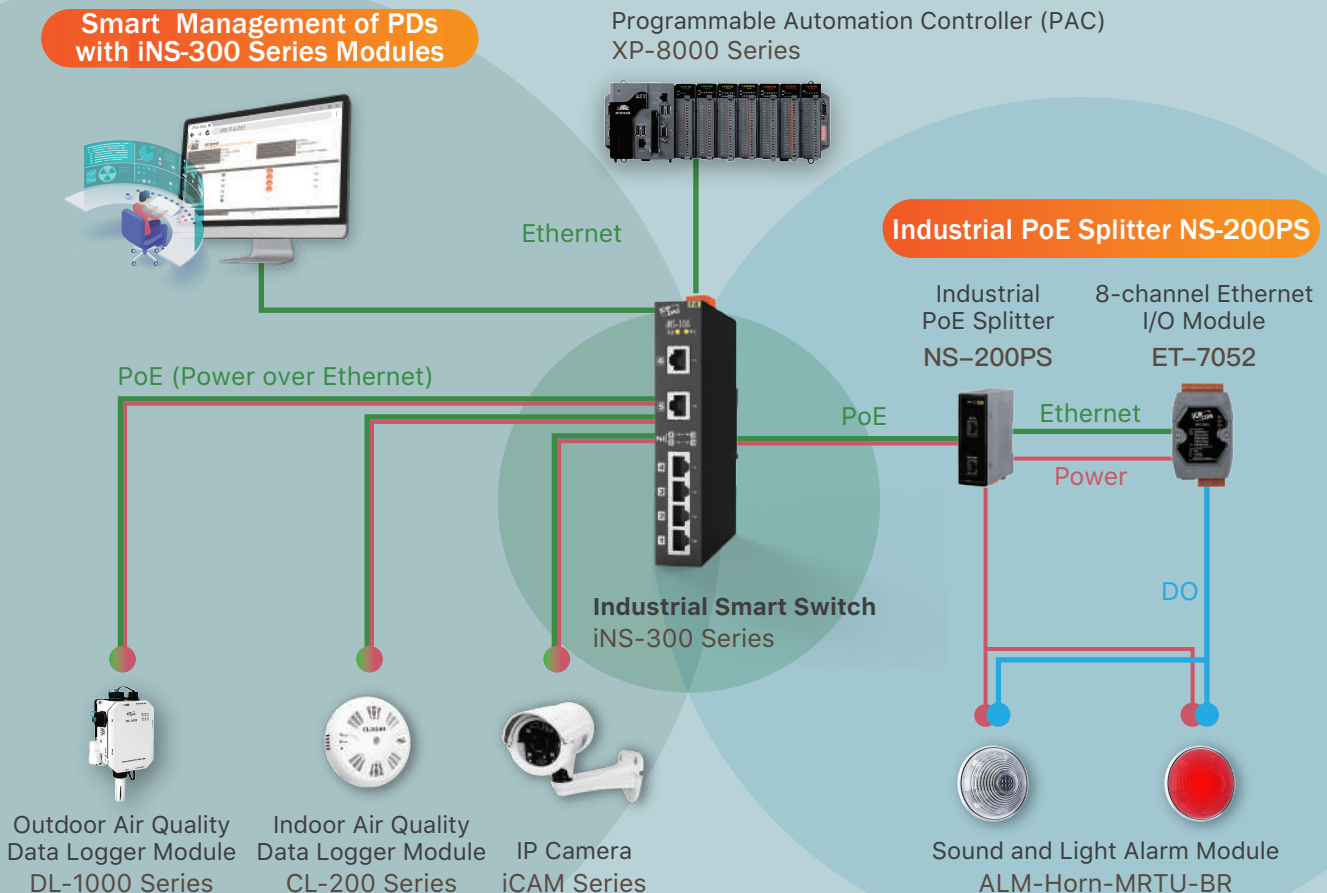 Smart Management of PDs
with iNS-300 Series Modules
Programmable Automation Controller (PAC)
XP-8000 Series
Ethernet
Industrial PoE Splitter NS-200PS
Industrial
PoE Splitter
NS–200PS
8-channel Ethernet
I/O Module
ET–7052
PoE (Power over Ethernet)
PoE
Ethernet
Power
DO
Industrial Smart Switch
iNS-300 Series
Outdoor Air Quality
Data Logger Module
DL-1000 Series
Indoor Air Quality
Data Logger Module
CL-200 Series
IP Camera
iCAM Series
Sound and Light Alarm Module
ALM-Horn-MRTU-BR